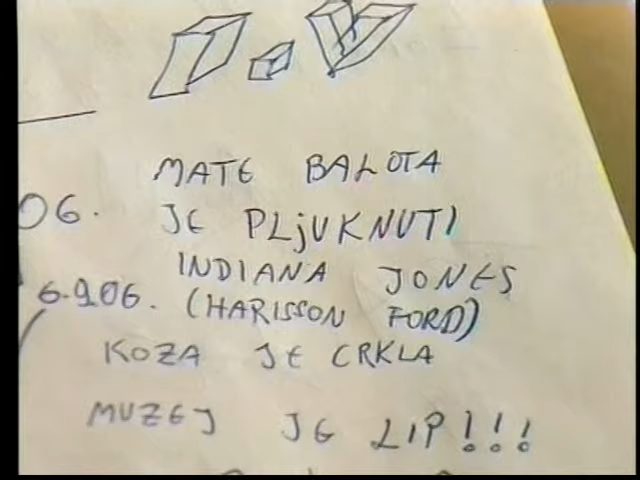 I.V
MATE BALOTA
06. JE PLJUKNUTI
INDIANA JONES
6.9.06. (HARISSON FORD)
KOZA JE CRKLA
MUZEJ JE LIP!!!